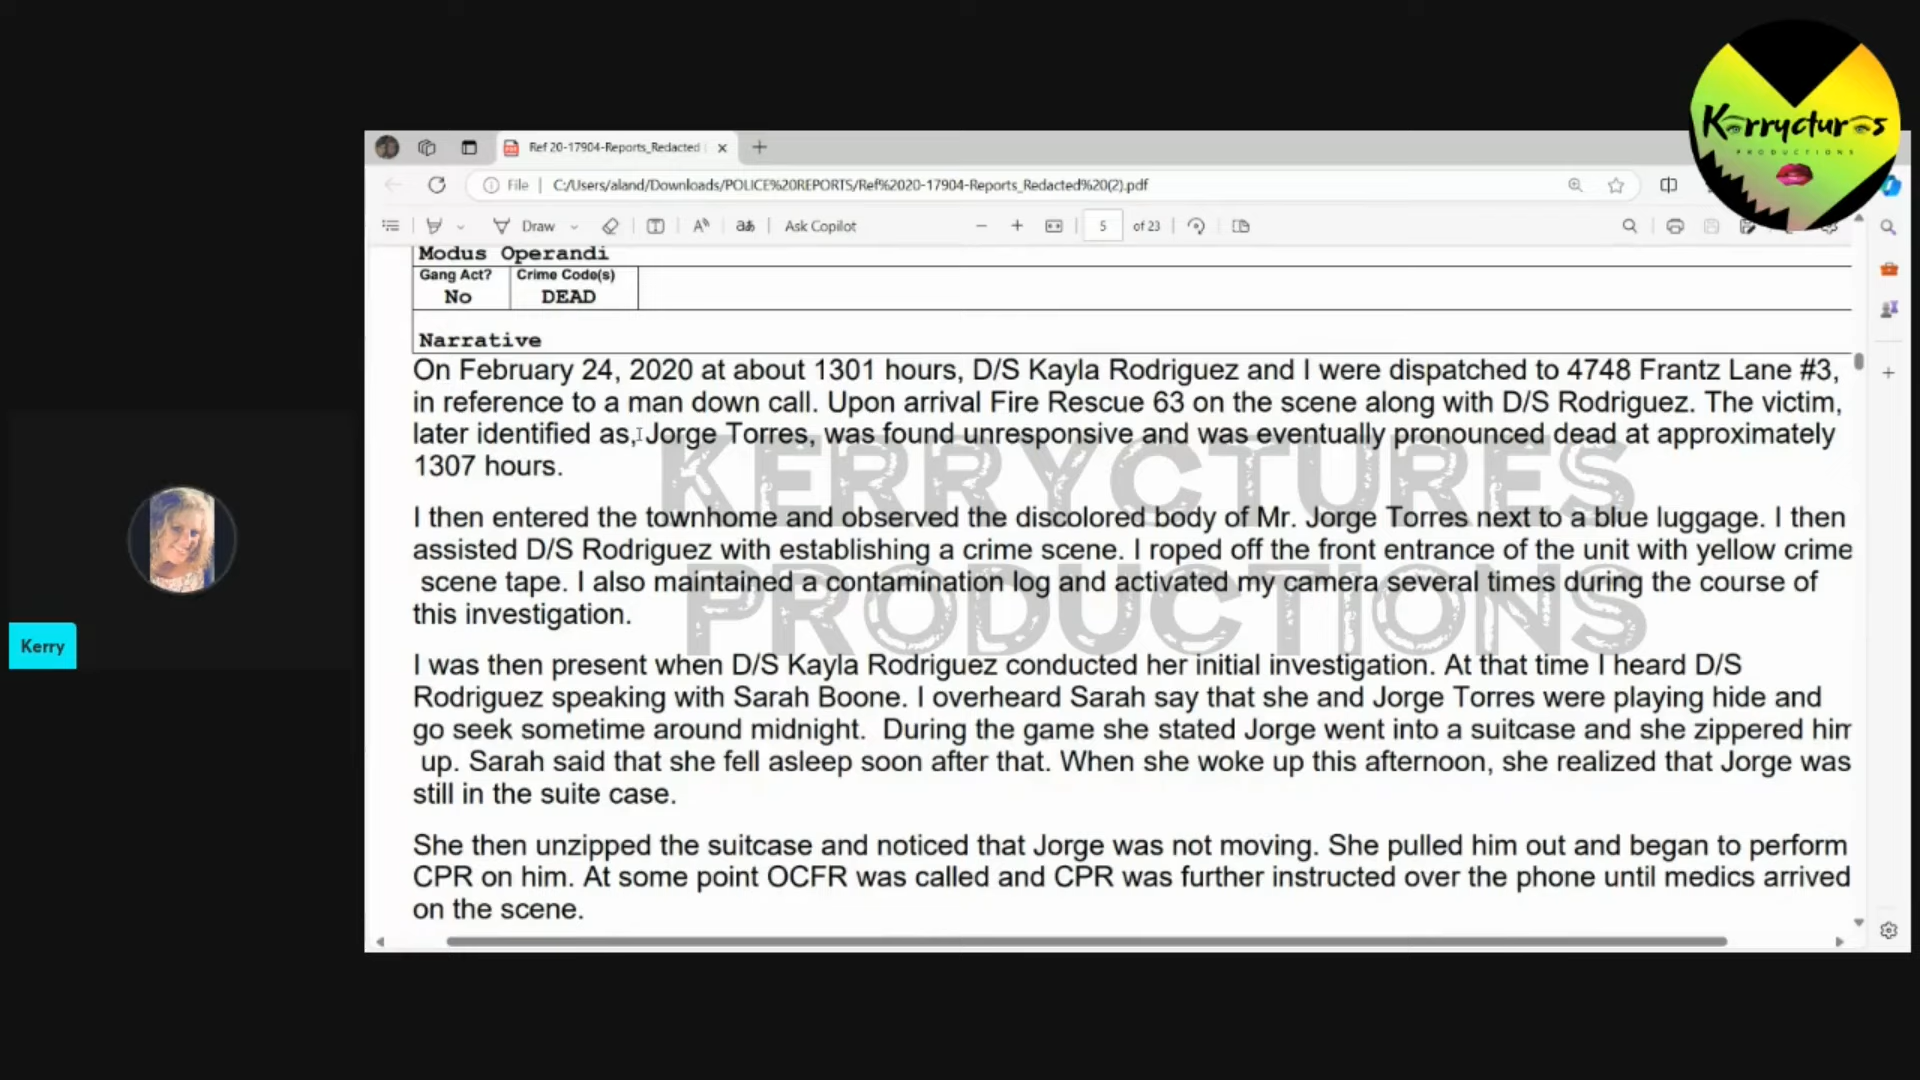 Kerryctures
PRODUCTIONS
Ref 20-17904-Reports_Redacted
File C:/Users/aland/Downloads/POLICE%20REPORTS/Ref%2020-17904-Reports_Redacted%20(2).pdf
Draw aあ Ask Copilot 5 of 23
Modus Operandi
Gang Act? Crime Code(s)
No DEAD
Narrative
On February 24, 2020 at about 1301 hours, D/S Kayla Rodriguez and I were dispatched to 4748 Frantz Lane #3,
in reference to a man down call. Upon arrival Fire Rescue 63 on the scene along with D/S Rodriguez. The victim,
later identified as, Jorge Torres, was found unresponsive and was eventually pronounced dead at approximately
1307 hours.
I then entered the townhome and observed the discolored body of Mr. Jorge Torres next to a blue luggage. I then
assisted D/S Rodriguez with establishing a crime scene. I roped off the front entrance of the unit with yellow crime
scene tape. I also maintained a contamination log and activated my camera several times during the course of
this investigation.
I was then present when D/S Kayla Rodriguez conducted her initial investigation. At that time I heard D/S
Rodriguez speaking with Sarah Boone. I overheard Sarah say that she and Jorge Torres were playing hide and
go seek sometime around midnight. During the game she stated Jorge went into a suitcase and she zippered him
up. Sarah said that she fell asleep soon after that. When she woke up this afternoon, she realized that Jorge was
still in the suite case.
She then unzipped the suitcase and noticed that Jorge was not moving. She pulled him out and began to perform
CPR on him. At some point OCFR was called and CPR was further instructed over the phone until medics arrived
on the scene.
KERRYCTURES
PRODUCTIONS
Kerry